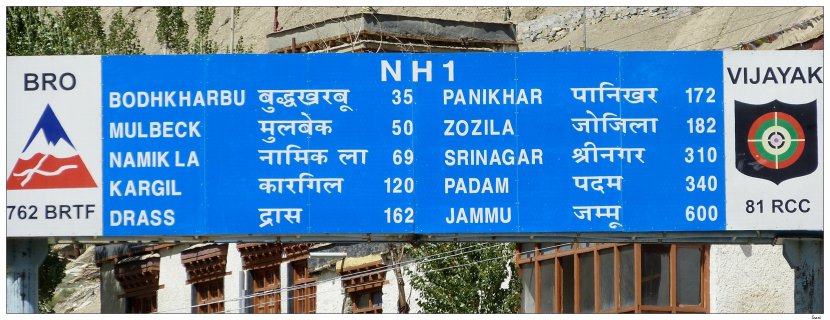 NH1
BRO
762 BRTF
BODHKHARBU बुद्धखरबू 35
MULBECK मुलबेक 50
NAMIK LA नामिक ला 69
KARGIL कारगिल 120
DRASS द्रास 162
PANIKHAR पानिखर 172
ZOZILA जोजिला 182
SRINAGAR श्रीनगर 310
PADAM पदम 340
JAMMU जम्मू 600
VIJAYAK
81 RCC